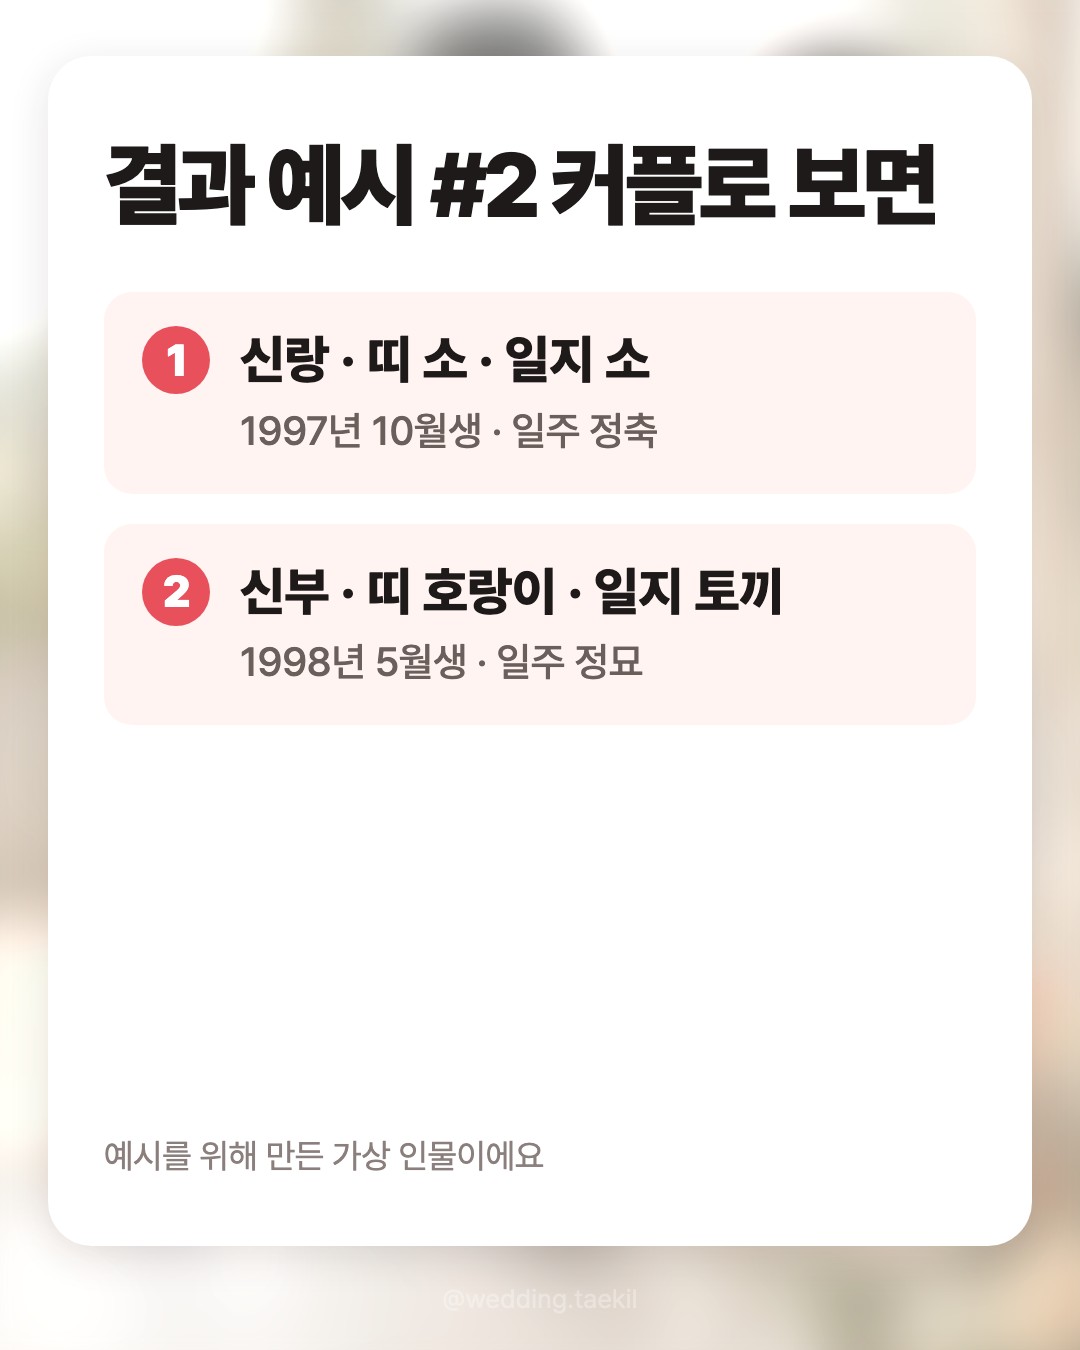 결과 예시 #2 커플로 보면
1
신랑 · 띠 소 · 일지 소
1997년 10월생 · 일주 정축
2
신부 · 띠 호랑이 · 일지 토끼
1998년 5월생 · 일주 정묘
예시를 위해 만든 가상 인물이에요
@wedding.taekil